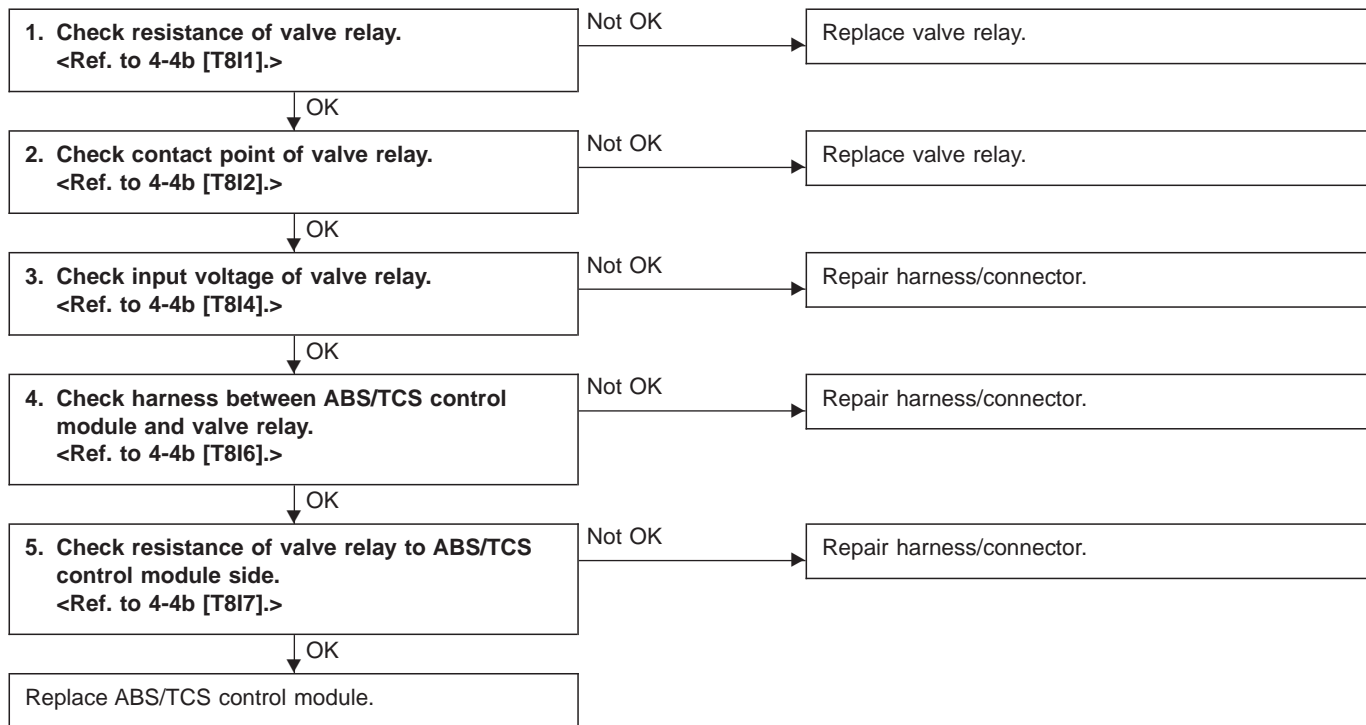 1. Check resistance of valve relay.
<Ref. to 4-4b [T8I1].>
Not OK
Replace valve relay.
OK
2. Check contact point of valve relay.
<Ref. to 4-4b [T8I2].>
Not OK
Replace valve relay.
OK
3. Check input voltage of valve relay.
<Ref. to 4-4b [T8I4].>
Not OK
Repair harness/connector.
OK
4. Check harness between ABS/TCS control
module and valve relay.
<Ref. to 4-4b [T8I6].>
Not OK
Repair harness/connector.
OK
5. Check resistance of valve relay to ABS/TCS
control module side.
<Ref. to 4-4b [T8I7].>
Not OK
Repair harness/connector.
OK
Replace ABS/TCS control module.